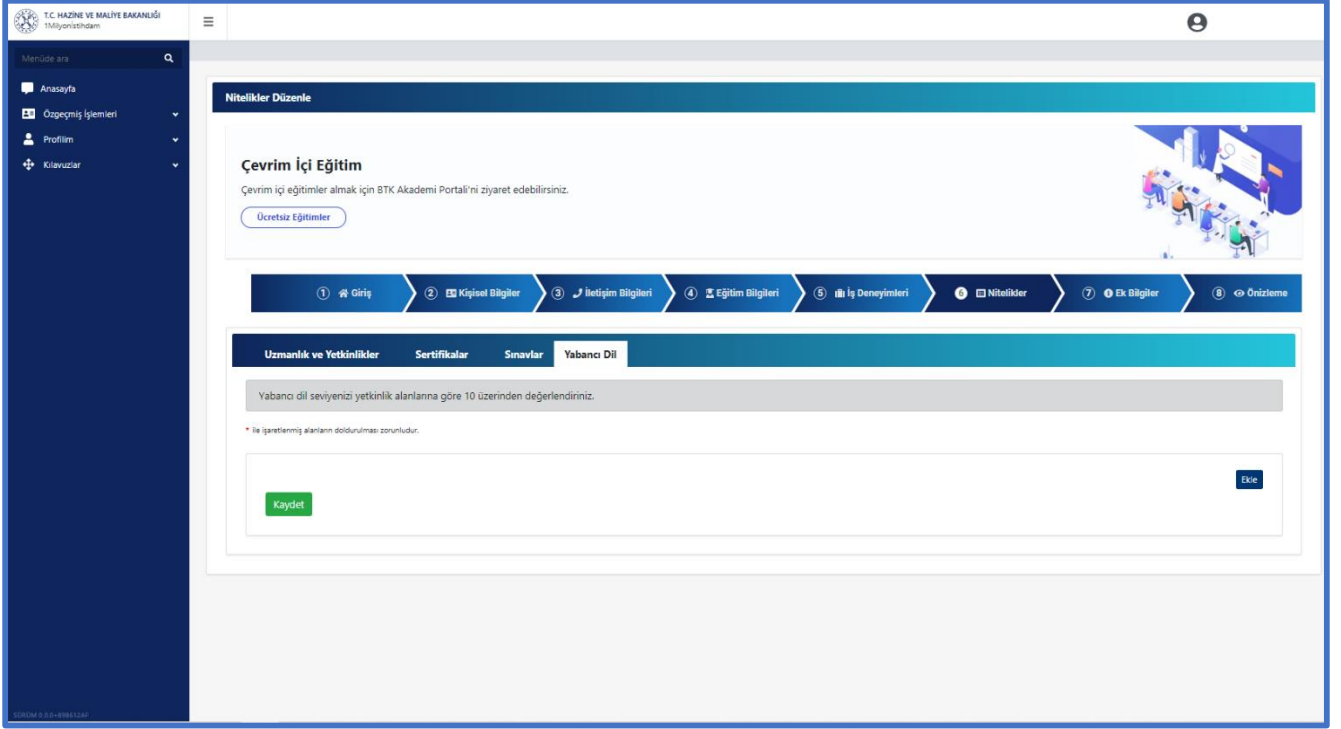 T.C. HAZİNE VE MALİYE BAKANLIĞI
1Milyonİstihdam
Menüde ara
Anasayfa
Özgeçmiş İşlemleri
Profilim
Kılavuzlar
Nitelikler Düzenle
Çevrim İçi Eğitim
Çevrim içi eğitimler almak için BTK Akademi Portali'ni ziyaret edebilirsiniz.
Ücretsiz Eğitimler
1 Giriş 2 Kişisel Bilgiler 3 İletişim Bilgileri 4 Eğitim Bilgileri 5 İş Deneyimleri 6 Nitelikler 7 Ek Bilgiler 8 Önizleme
Uzmanlık ve Yetkinlikler Sertifikalar Sınavlar Yabancı Dil
Yabancı dil seviyenizi yetkinlik alanlarına göre 10 üzerinden değerlendiriniz.
* ile işaretlenmiş alanların doldurulması zorunludur.
Ekle
Kaydet